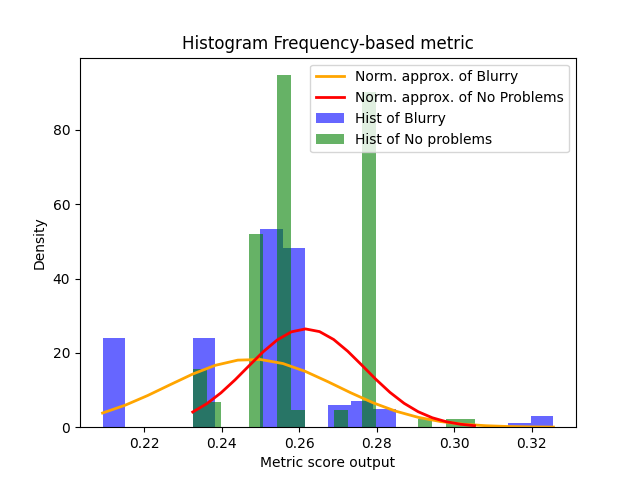 Histogram Frequency-based metric
Norm. approx. of Blurry
Norm. approx. of No Problems
Hist of Blurry
Hist of No problems
Density
80
60
40
20
0
0.22 0.24 0.26 0.28 0.30 0.32
Metric score output